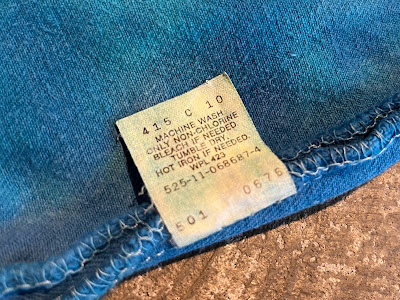 415 C 10
MACHINE WASH
ONLY NON-CHLORINE
BLEACH IF NEEDED
TUMBLE DRY.
HOT IRON IF NEEDED.
WPL 423
525-11-068687-4
501 0676